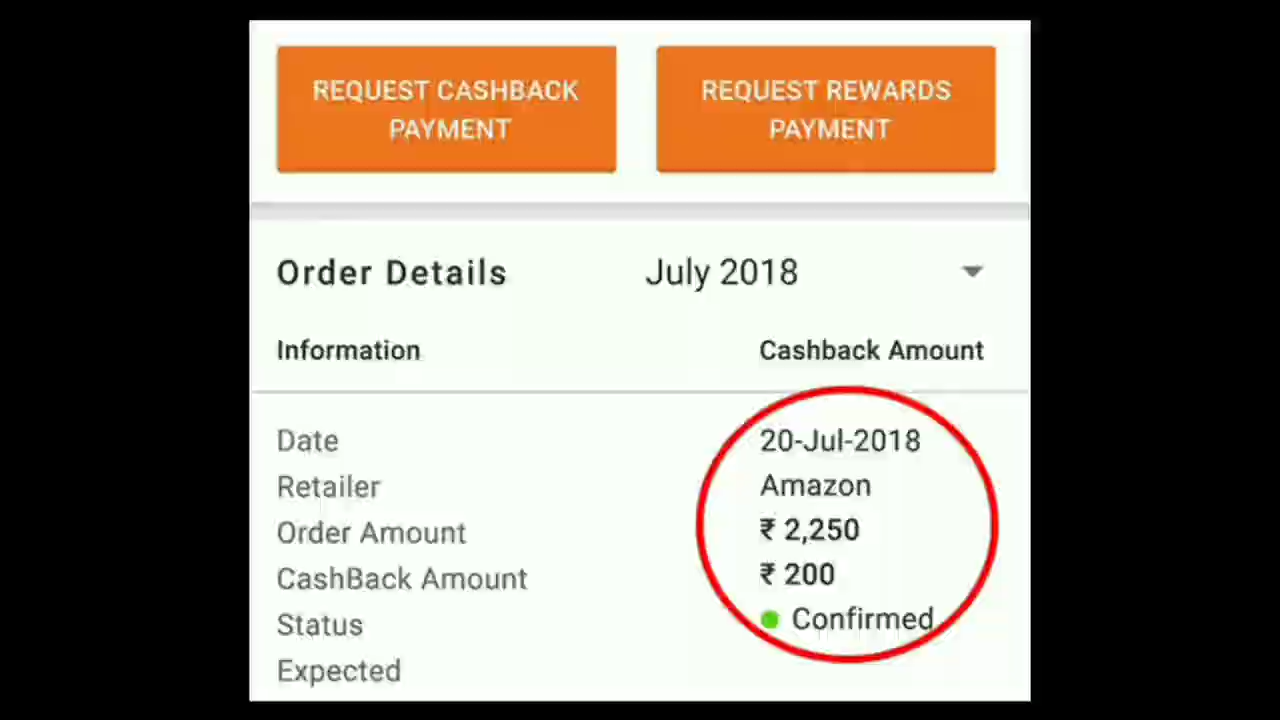 REQUEST CASHBACK
PAYMENT
REQUEST REWARDS
PAYMENT
Order Details July 2018
Information Cashback Amount
Date 20-Jul-2018
Retailer Amazon
Order Amount ₹ 2,250
CashBack Amount ₹ 200
Status Confirmed
Expected